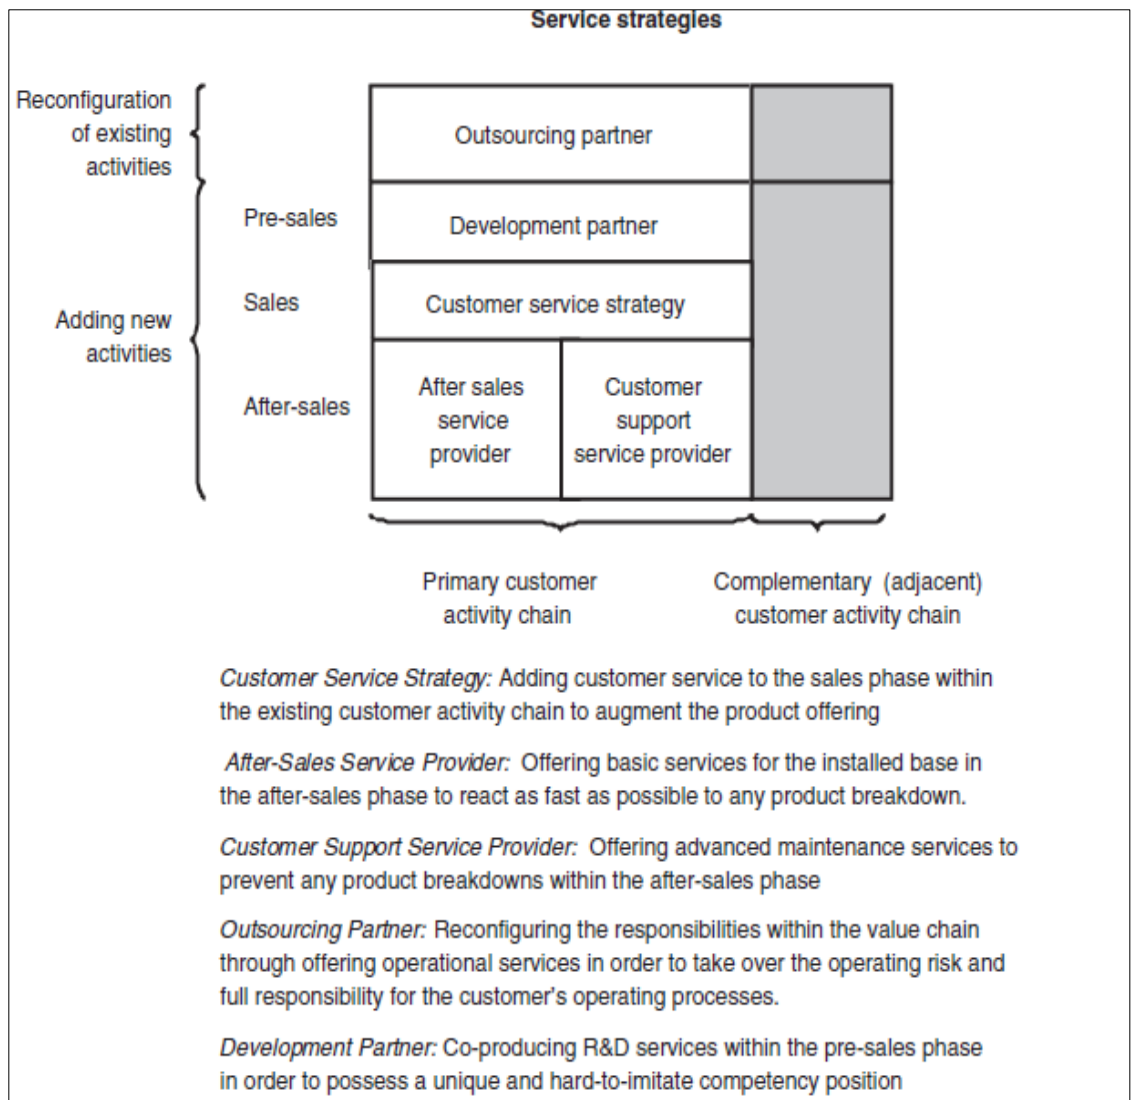 Service strategies
Reconfiguration
of existing
activities
Outsourcing partner
Pre-sales
Development partner
Sales
Customer service strategy
Adding new
activities
After-sales
After sales
service
provider
Customer
support
service provider
Primary customer
activity chain
Complementary (adjacent)
customer activity chain
Customer Service Strategy: Adding customer service to the sales phase within
the existing customer activity chain to augment the product offering
After-Sales Service Provider: Offering basic services for the installed base in
the after-sales phase to react as fast as possible to any product breakdown.
Customer Support Service Provider: Offering advanced maintenance services to
prevent any product breakdowns within the after-sales phase
Outsourcing Partner: Reconfiguring the responsibilities within the value chain
through offering operational services in order to take over the operating risk and
full responsibility for the customer's operating processes.
Development Partner: Co-producing R&D services within the pre-sales phase
in order to possess a unique and hard-to-imitate competency position